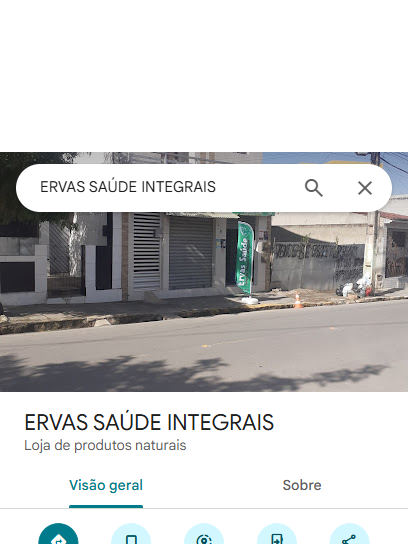 ERVAS SAÚDE INTEGRAIS
Ervas Saúde
ERVAS SAÚDE INTEGRAIS
Loja de produtos naturais
Visão geral
Sobre